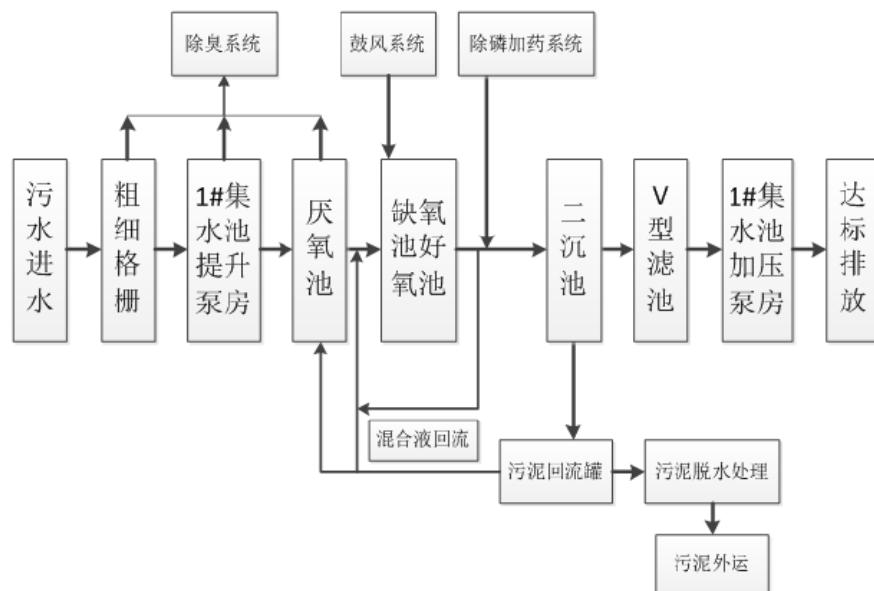 除臭系统
鼓风系统
除磷加药系统
污水进水
粗细格栅
1#集
水池
提升
泵房
厌氧池
缺氧
池好
氧池
二沉池
V型滤池
1#集
水池
加压
泵房
达标排放
混合液回流
污泥回流罐
污泥脱水处理
污泥外运